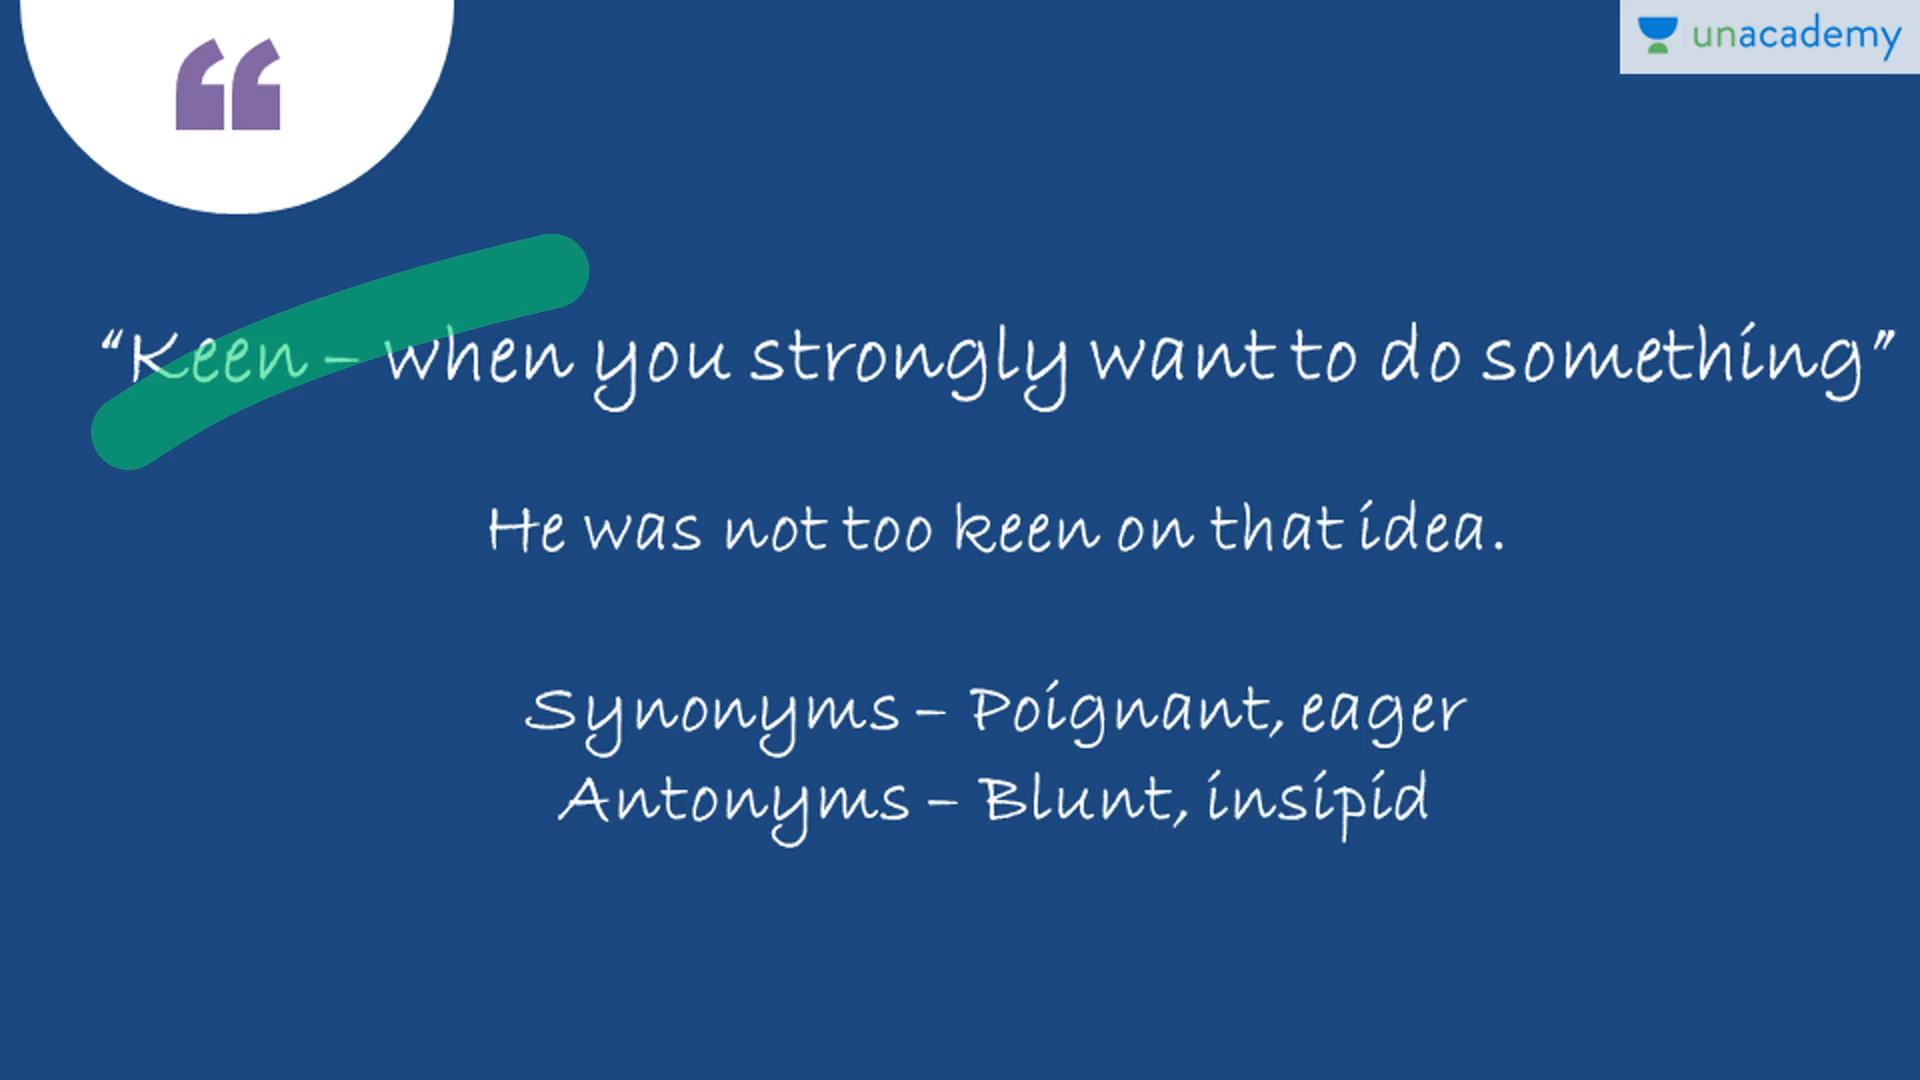 unacademy
“Keen – when you strongly want to do something”
He was not too keen on that idea.
Synonyms – Poignant, eager
Antonyms – Blunt, insipid